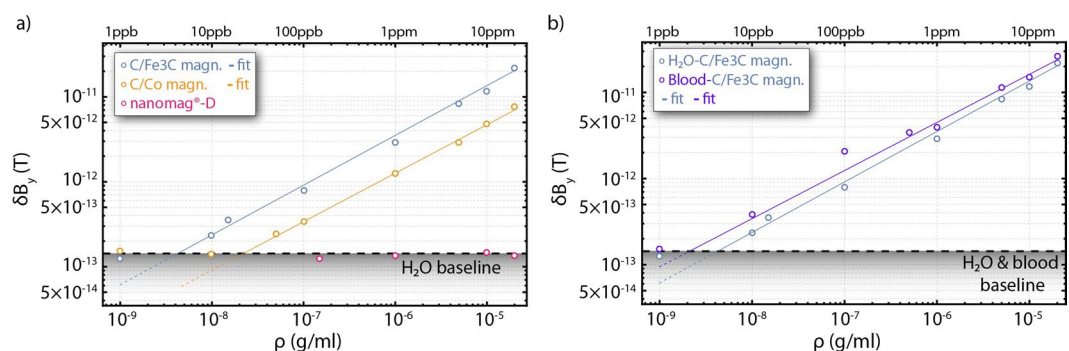 a)
1ppb 10ppb 100ppb 1ppm 10ppm
C/Fe3C magn. - fit
C/Co magn. - fit
nanomag®-D
10⁻¹¹
5×10⁻¹²
10⁻¹²
5×10⁻¹³
10⁻¹³
5×10⁻¹⁴
δBy (T)
H₂O baseline
10⁻⁹ 10⁻⁸ 10⁻⁷ 10⁻⁶ 10⁻⁵
ρ (g/ml)
b)
1ppb 10ppb 100ppb 1ppm 10ppm
H₂O-C/Fe3C magn.
Blood-C/Fe3C magn.
- fit - fit
10⁻¹¹
5×10⁻¹²
10⁻¹²
5×10⁻¹³
10⁻¹³
5×10⁻¹⁴
δBy (T)
H₂O & blood
baseline
10⁻⁹ 10⁻⁸ 10⁻⁷ 10⁻⁶ 10⁻⁵
ρ (g/ml)